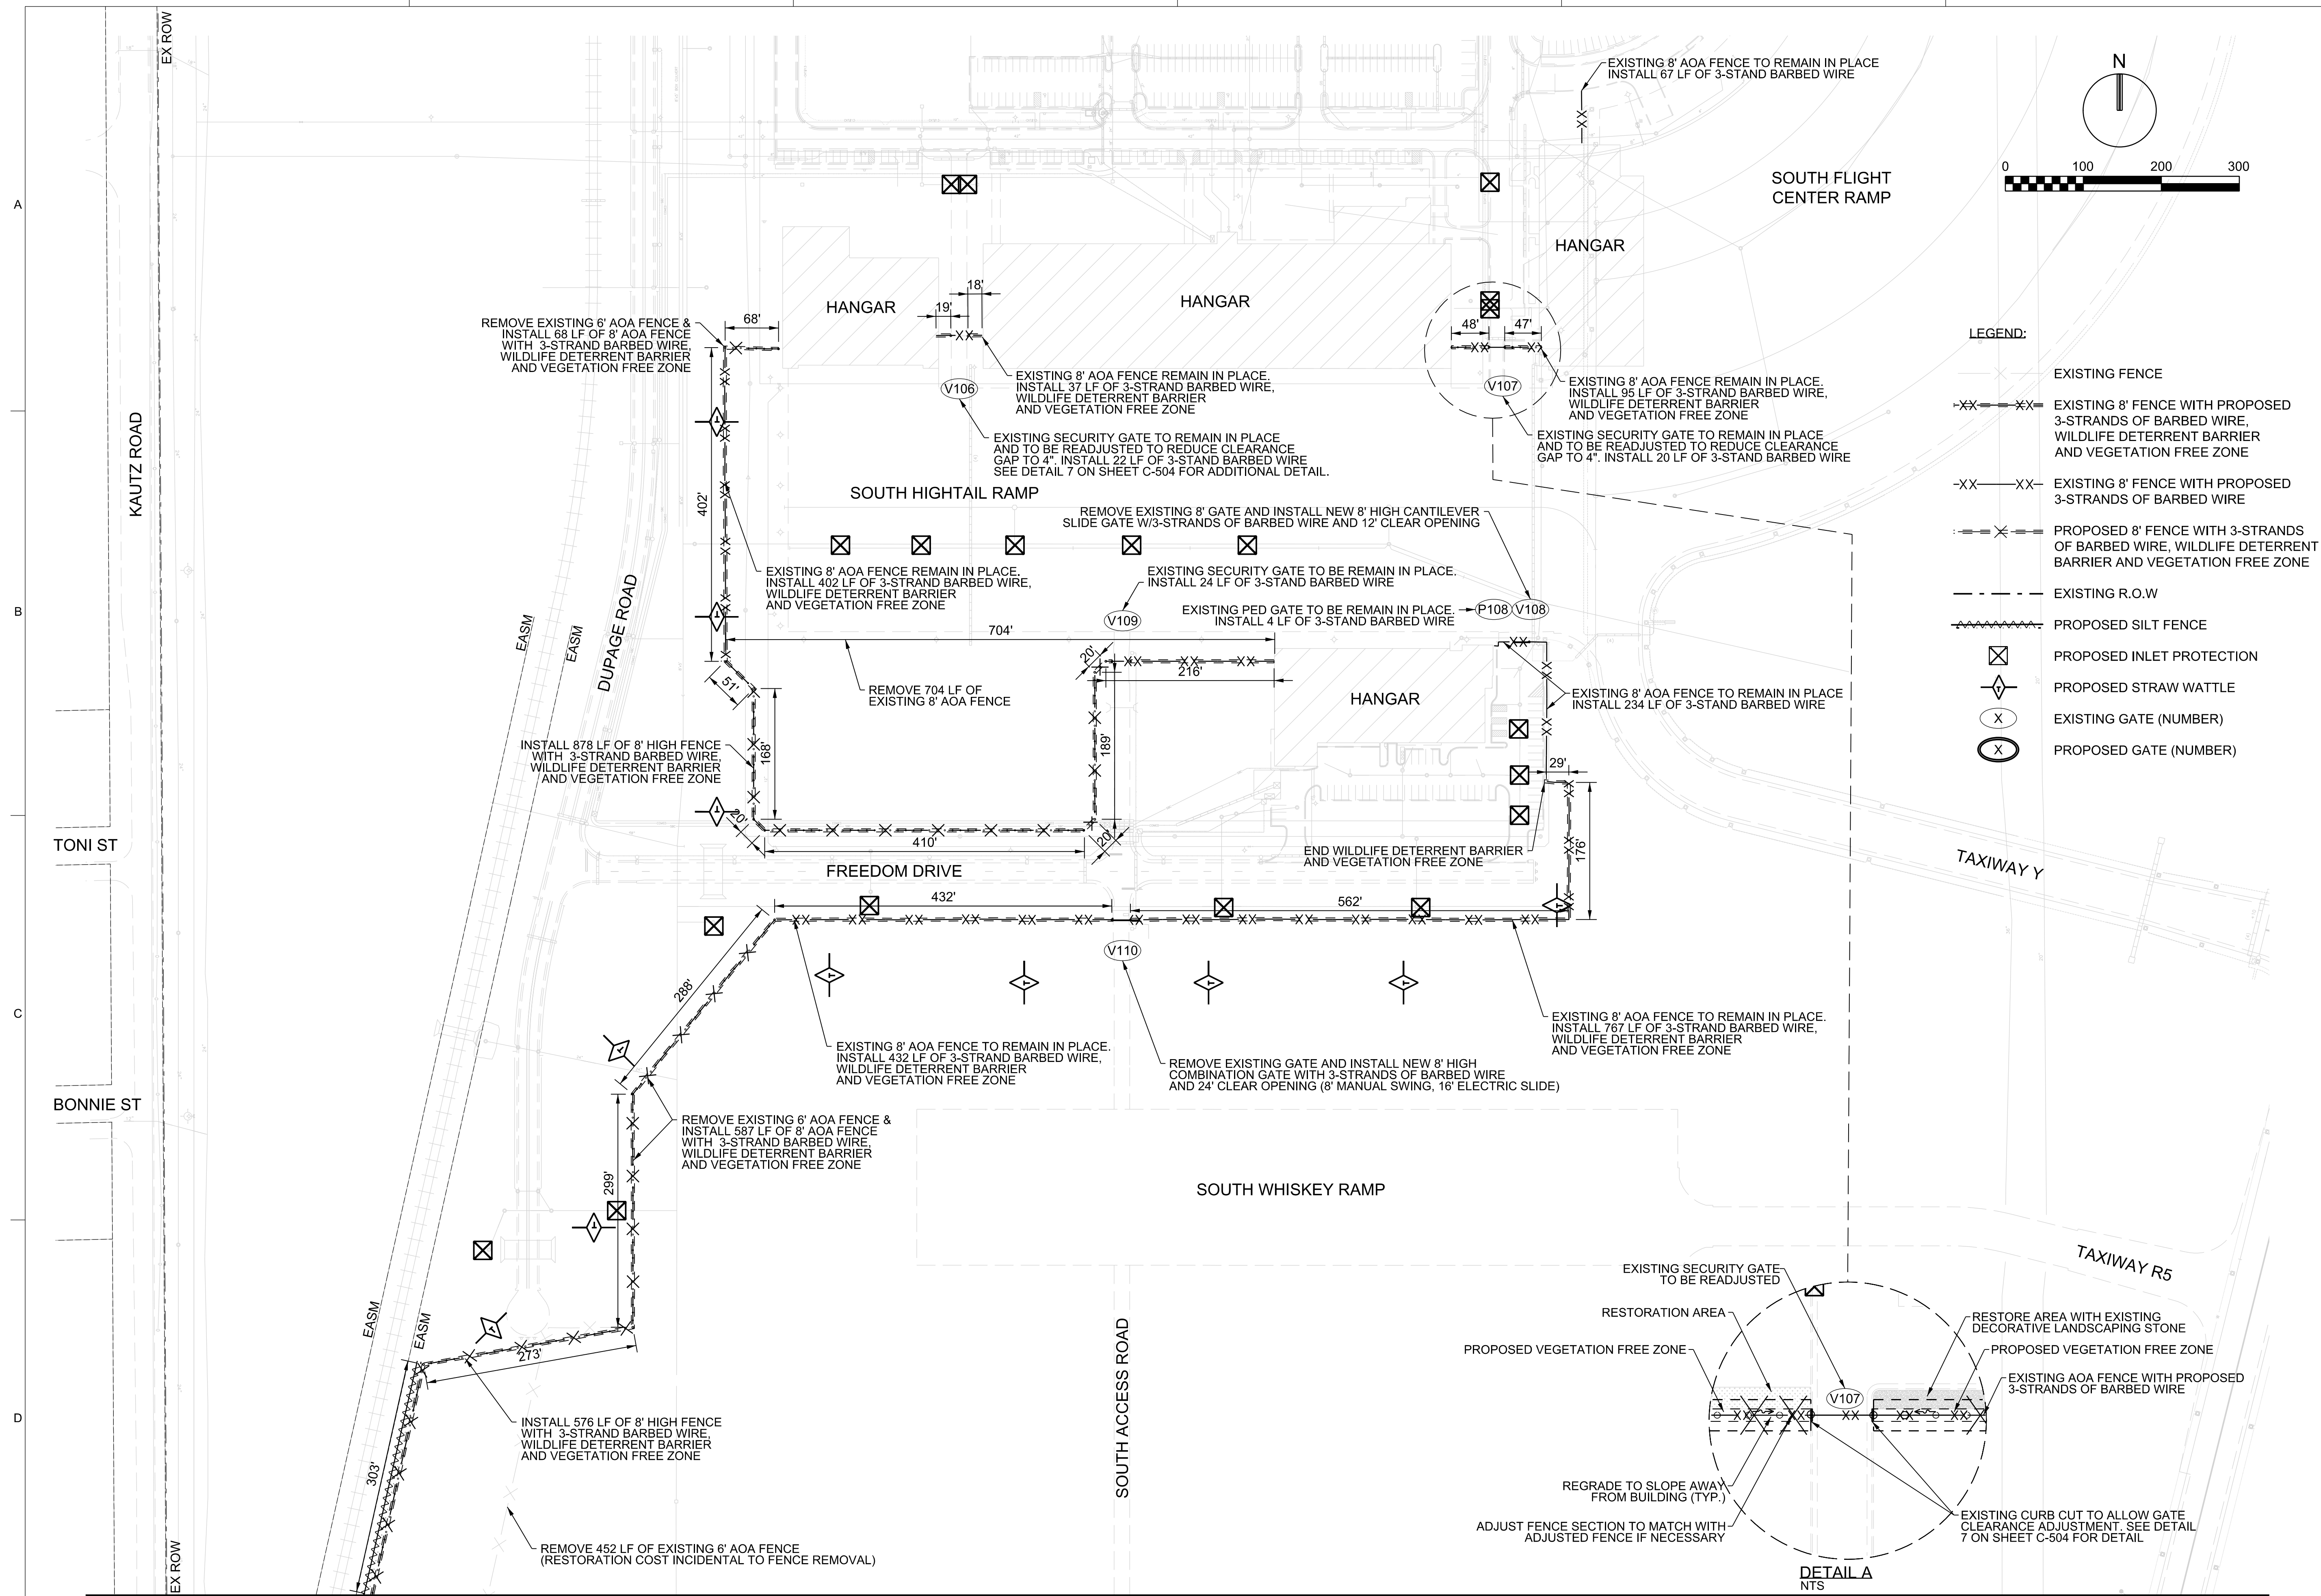 EX ROW
EXISTING 8' AOA FENCE TO REMAIN IN PLACE
INSTALL 67 LF OF 3-STAND BARBED WIRE
N
0 100 200 300
SOUTH FLIGHT
CENTER RAMP
A
HANGAR
18'
19'
HANGAR
HANGAR
68'
REMOVE EXISTING 6' AOA FENCE &
INSTALL 68 LF OF 8' AOA FENCE
WITH 3-STRAND BARBED WIRE,
WILDLIFE DETERRENT BARRIER
AND VEGETATION FREE ZONE
48'
47'
V106
V107
EXISTING 8' AOA FENCE REMAIN IN PLACE.
INSTALL 37 LF OF 3-STRAND BARBED WIRE,
WILDLIFE DETERRENT BARRIER
AND VEGETATION FREE ZONE
EXISTING 8' AOA FENCE REMAIN IN PLACE.
INSTALL 95 LF OF 3-STRAND BARBED WIRE,
WILDLIFE DETERRENT BARRIER
AND VEGETATION FREE ZONE
EXISTING SECURITY GATE TO REMAIN IN PLACE
AND TO BE READJUSTED TO REDUCE CLEARANCE
GAP TO 4". INSTALL 22 LF OF 3-STAND BARBED WIRE
SEE DETAIL 7 ON SHEET C-504 FOR ADDITIONAL DETAIL.
EXISTING SECURITY GATE TO REMAIN IN PLACE
AND TO BE READJUSTED TO REDUCE CLEARANCE
GAP TO 4". INSTALL 20 LF OF 3-STAND BARBED WIRE
LEGEND:
EXISTING FENCE
EXISTING 8' FENCE WITH PROPOSED
3-STRANDS OF BARBED WIRE,
WILDLIFE DETERRENT BARRIER
AND VEGETATION FREE ZONE
EXISTING 8' FENCE WITH PROPOSED
3-STRANDS OF BARBED WIRE
PROPOSED 8' FENCE WITH 3-STRANDS
OF BARBED WIRE, WILDLIFE DETERRENT
BARRIER AND VEGETATION FREE ZONE
EXISTING R.O.W
PROPOSED SILT FENCE
PROPOSED INLET PROTECTION
T
PROPOSED STRAW WATTLE
X
EXISTING GATE (NUMBER)
X
PROPOSED GATE (NUMBER)
KAUTZ ROAD
402'
SOUTH HIGHTAIL RAMP
REMOVE EXISTING 8' GATE AND INSTALL NEW 8' HIGH CANTILEVER
SLIDE GATE W/3-STRANDS OF BARBED WIRE AND 12' CLEAR OPENING
EXISTING 8' AOA FENCE REMAIN IN PLACE.
INSTALL 402 LF OF 3-STRAND BARBED WIRE,
WILDLIFE DETERRENT BARRIER
AND VEGETATION FREE ZONE
EXISTING SECURITY GATE TO BE REMAIN IN PLACE.
INSTALL 24 LF OF 3-STAND BARBED WIRE
B
EXISTING PED GATE TO BE REMAIN IN PLACE.
INSTALL 4 LF OF 3-STAND BARBED WIRE
P108
V108
V109
EASM
EASM
DUPAGE ROAD
704'
20'
216'
51'
REMOVE 704 LF OF
EXISTING 8' AOA FENCE
HANGAR
EXISTING 8' AOA FENCE TO REMAIN IN PLACE
INSTALL 234 LF OF 3-STAND BARBED WIRE
INSTALL 878 LF OF 8' HIGH FENCE
WITH 3-STRAND BARBED WIRE,
WILDLIFE DETERRENT BARRIER
AND VEGETATION FREE ZONE
168'
189'
29'
20'
20'
410'
176'
TONI ST
END WILDLIFE DETERRENT BARRIER
AND VEGETATION FREE ZONE
FREEDOM DRIVE
TAXIWAY Y
432'
562'
V110
288'
C
EXISTING 8' AOA FENCE TO REMAIN IN PLACE.
INSTALL 432 LF OF 3-STRAND BARBED WIRE,
WILDLIFE DETERRENT BARRIER
AND VEGETATION FREE ZONE
REMOVE EXISTING GATE AND INSTALL NEW 8' HIGH
COMBINATION GATE WITH 3-STRANDS OF BARBED WIRE
AND 24' CLEAR OPENING (8' MANUAL SWING, 16' ELECTRIC SLIDE)
EXISTING 8' AOA FENCE TO REMAIN IN PLACE.
INSTALL 767 LF OF 3-STRAND BARBED WIRE,
WILDLIFE DETERRENT BARRIER
AND VEGETATION FREE ZONE
BONNIE ST
REMOVE EXISTING 6' AOA FENCE &
INSTALL 587 LF OF 8' AOA FENCE
WITH 3-STRAND BARBED WIRE,
WILDLIFE DETERRENT BARRIER
AND VEGETATION FREE ZONE
299'
SOUTH WHISKEY RAMP
TAXIWAY R5
EASM
EASM
273'
303'
INSTALL 576 LF OF 8' HIGH FENCE
WITH 3-STRAND BARBED WIRE,
WILDLIFE DETERRENT BARRIER
AND VEGETATION FREE ZONE
D
SOUTH ACCESS ROAD
REMOVE 452 LF OF EXISTING 6' AOA FENCE
(RESTORATION COST INCIDENTAL TO FENCE REMOVAL)
EX ROW
EXISTING SECURITY GATE
TO BE READJUSTED
RESTORATION AREA
RESTORE AREA WITH EXISTING
DECORATIVE LANDSCAPING STONE
PROPOSED VEGETATION FREE ZONE
PROPOSED VEGETATION FREE ZONE
V107
EXISTING AOA FENCE WITH PROPOSED
3-STRANDS OF BARBED WIRE
REGRADE TO SLOPE AWAY
FROM BUILDING (TYP.)
ADJUST FENCE SECTION TO MATCH WITH
ADJUSTED FENCE IF NECESSARY
EXISTING CURB CUT TO ALLOW GATE
CLEARANCE ADJUSTMENT. SEE DETAIL
7 ON SHEET C-504 FOR DETAIL
DETAIL A
NTS